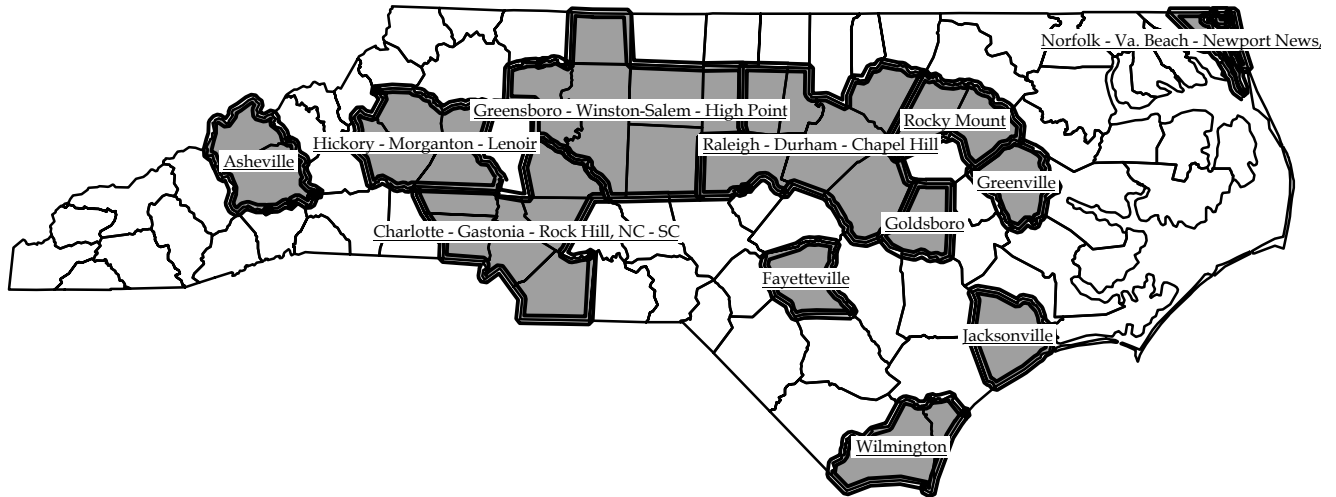 Norfolk - Va. Beach - Newport News,
Greensboro - Winston-Salem - High Point
Rocky Mount
Hickory - Morganton - Lenoir
Raleigh - Durham - Chapel Hill
Asheville
Greenville
Goldsboro
Charlotte - Gastonia - Rock Hill, NC - SC
Fayetteville
Jacksonville
Wilmington